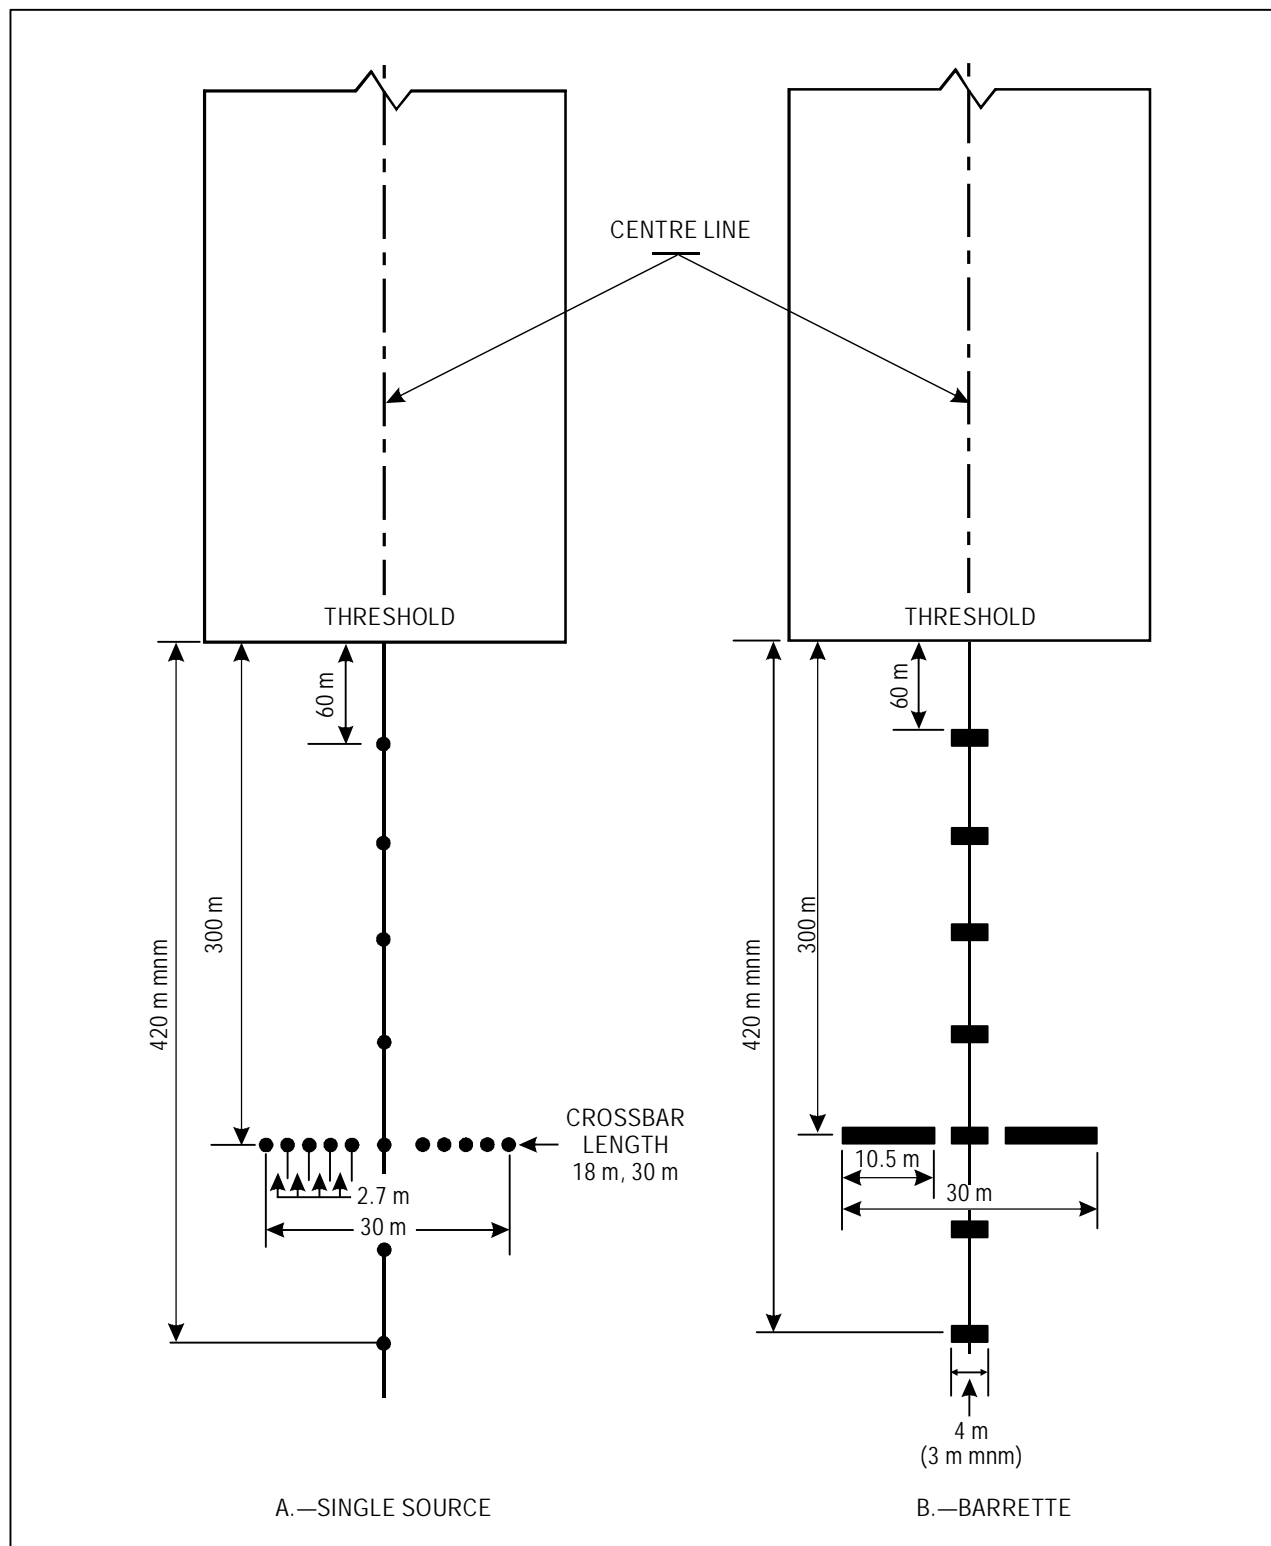 CENTRE LINE
THRESHOLD
THRESHOLD
60 m
60 m
300 m
300 m
420 m mnm
420 m mnm
CROSSBAR
LENGTH
18 m, 30 m
2.7 m
30 m
10.5 m
30 m
4 m
(3 m mnm)
A.—SINGLE SOURCE
B.—BARRETTE